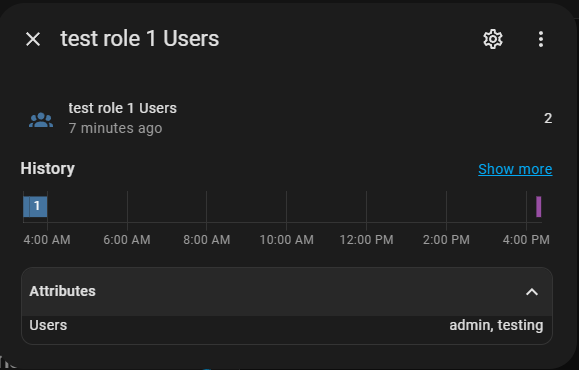 test role 1 Users
test role 1 Users
7 minutes ago
2
History
Show more
1
4:00 AM 6:00 AM 8:00 AM 10:00 AM 12:00 PM 2:00 PM 4:00 PM
Attributes
Users admin, testing